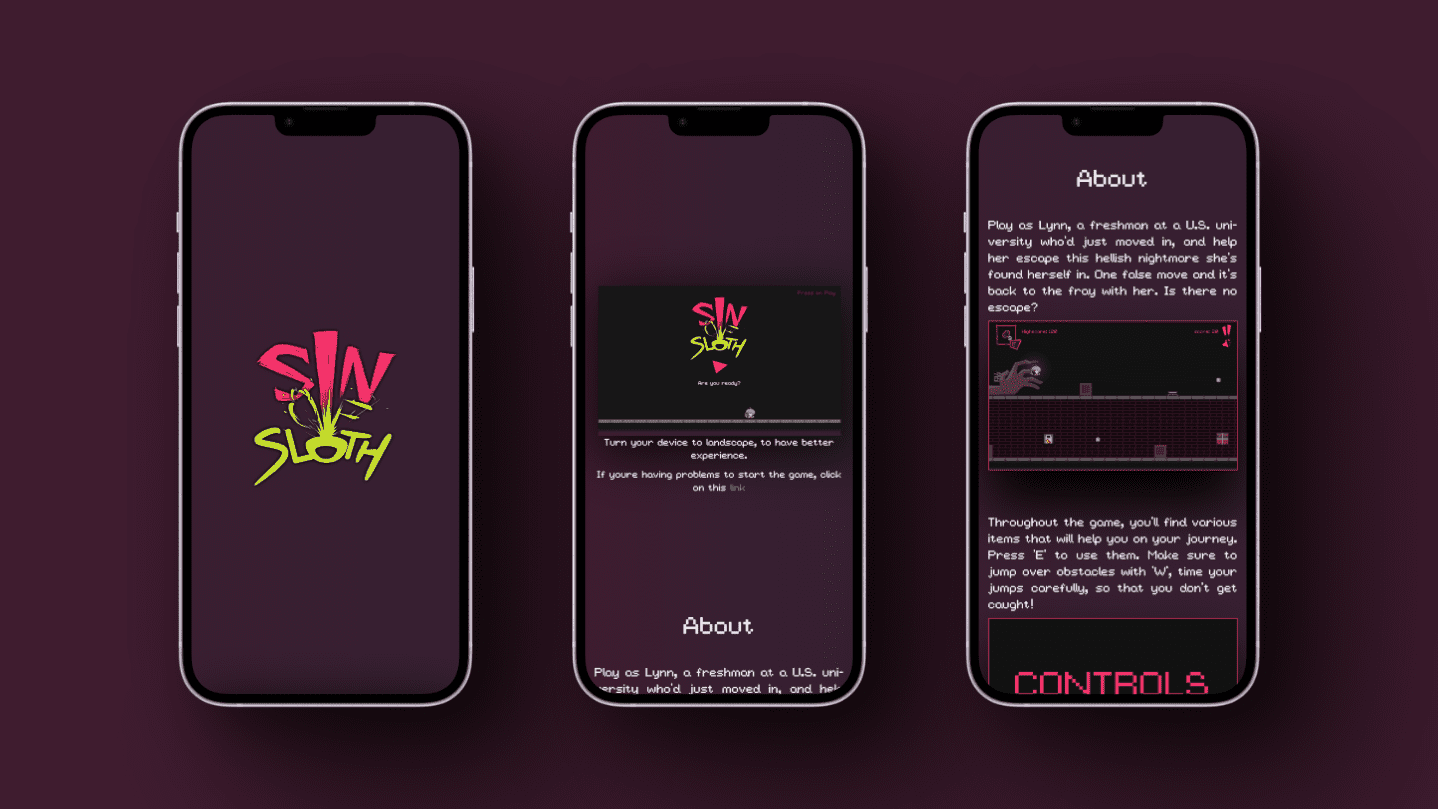 SIN
SLOTH
SIN
SLOTH
Are you ready?
Turn your device to landscape, to have better
experience.
If youre having problems to start the game, click
on this link
About
Play as Lynn, a freshman at a U.S. uni-
versity who'd just moved in, and help
About
Play as Lynn, a freshman at a U.S. uni-
versity who'd just moved in, and help
her escape this hellish nightmare she's
found herself in. One false move and it's
back to the fray with her. Is there no
escape?
Throughout the game, you'll find various
items that will help you on your journey.
Press 'E' to use them. Make sure to
jump over obstacles with 'W', time your
jumps carefully, so that you don't get
caught!
CONTROLS